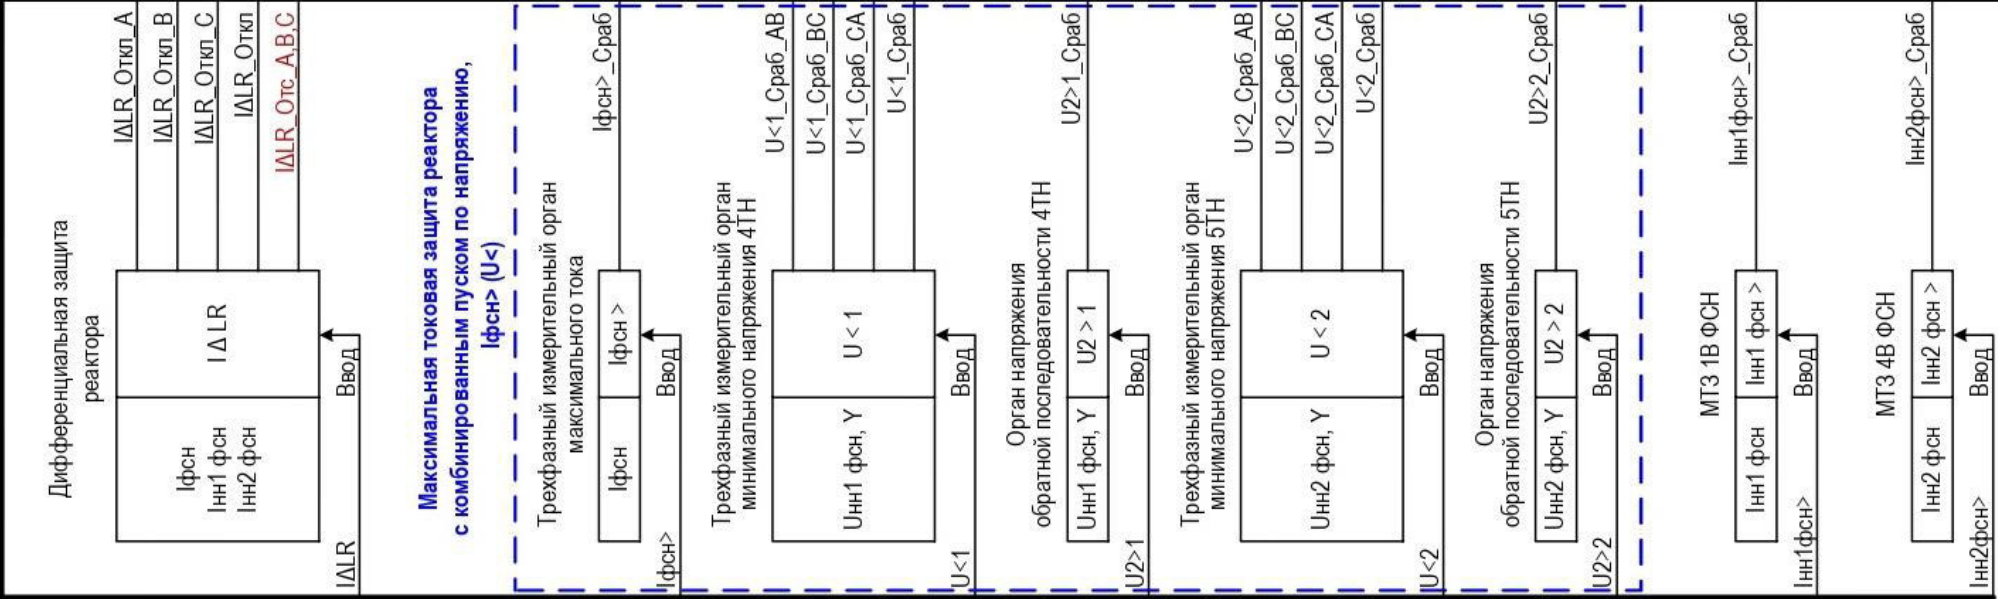 Дифференциальная защита
реактора
Iфсн
Iнн1 фсн
Iнн2 фсн
I Δ LR
IΔLR
Ввод
IΔLR_Откл_A
IΔLR_Откл_B
IΔLR_Откл_C
IΔLR_Откл
IΔLR_Отс_A,B,C
Максимальная токовая защита реактора
с комбинированным пуском по напряжению,
Iфсн> (U<)
Трехфазный измерительный орган
максимального тока
Iфсн
Iфсн >
Iфсн>
Ввод
Iфсн>_Сраб
Трехфазный измерительный орган
минимального напряжения 4ТН
Uнн1 фсн, Y
U < 1
U<1
Ввод
U<1_Сраб_AB
U<1_Сраб_BC
U<1_Сраб_CA
U<1_Сраб
Орган напряжения
обратной последовательности 4ТН
Uнн1 фсн, Y
U2 > 1
U2>1
Ввод
U2>1_Сраб
Трехфазный измерительный орган
минимального напряжения 5ТН
Uнн2 фсн, Y
U < 2
U<2
Ввод
U<2_Сраб_AB
U<2_Сраб_BC
U<2_Сраб_CA
U<2_Сраб
Орган напряжения
обратной последовательности 5ТН
Uнн2 фсн, Y
U2 > 2
U2>2
Ввод
U2>2_Сраб
МТЗ 1В ФСН
Iнн1 фсн
Iнн1 фсн >
Iнн1фсн>
Ввод
Iнн1фсн>_Сраб
МТЗ 4В ФСН
Iнн2 фсн
Iнн2 фсн >
Iнн2фсн>
Ввод
Iнн2фсн>_Сраб